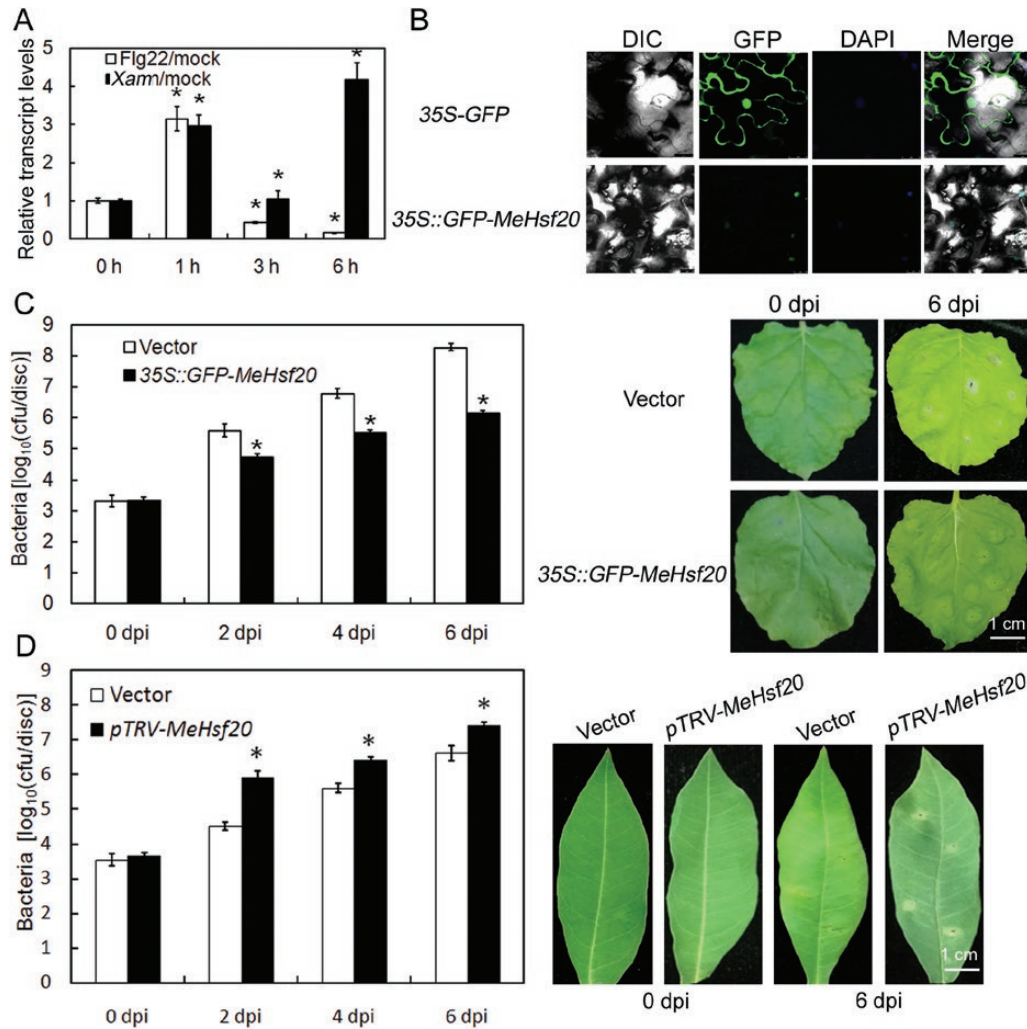 A
Relative transcript levels
5
4
3
2
1
0
Flg22/mock
Xam/mock
* * * * * *
0 h 1 h 3 h 6 h
B
DIC GFP DAPI Merge
35S-GFP
35S::GFP-MeHsf20
C
Bacteria [log10(cfu/disc)]
9
8
7
6
5
4
3
2
1
0
Vector
35S::GFP-MeHsf20
* * *
0 dpi 2 dpi 4 dpi 6 dpi
0 dpi 6 dpi
Vector
35S::GFP-MeHsf20
1 cm
D
Bacteria [log10(cfu/disc)]
9
8
7
6
5
4
3
2
1
0
Vector
pTRV-MeHsf20
* * *
0 dpi 2 dpi 4 dpi 6 dpi
Vector pTRV-MeHsf20 Vector pTRV-MeHsf20
1 cm
0 dpi 6 dpi